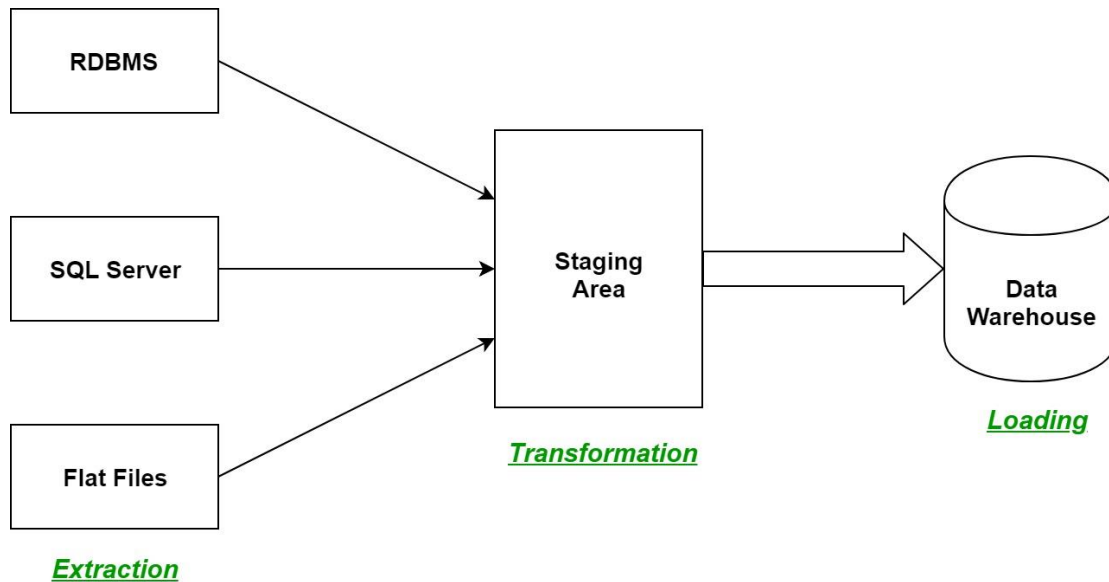 RDBMS
SQL Server
Flat Files
Extraction
Staging
Area
Transformation
Data
Warehouse
Loading